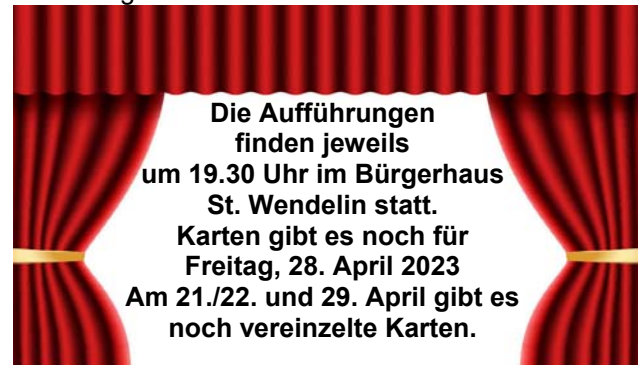 Die Aufführungen
finden jeweils
um 19.30 Uhr im Bürgerhaus
St. Wendelin statt.
Karten gibt es noch für
Freitag, 28. April 2023
Am 21./22. und 29. April gibt es
noch vereinzelte Karten.